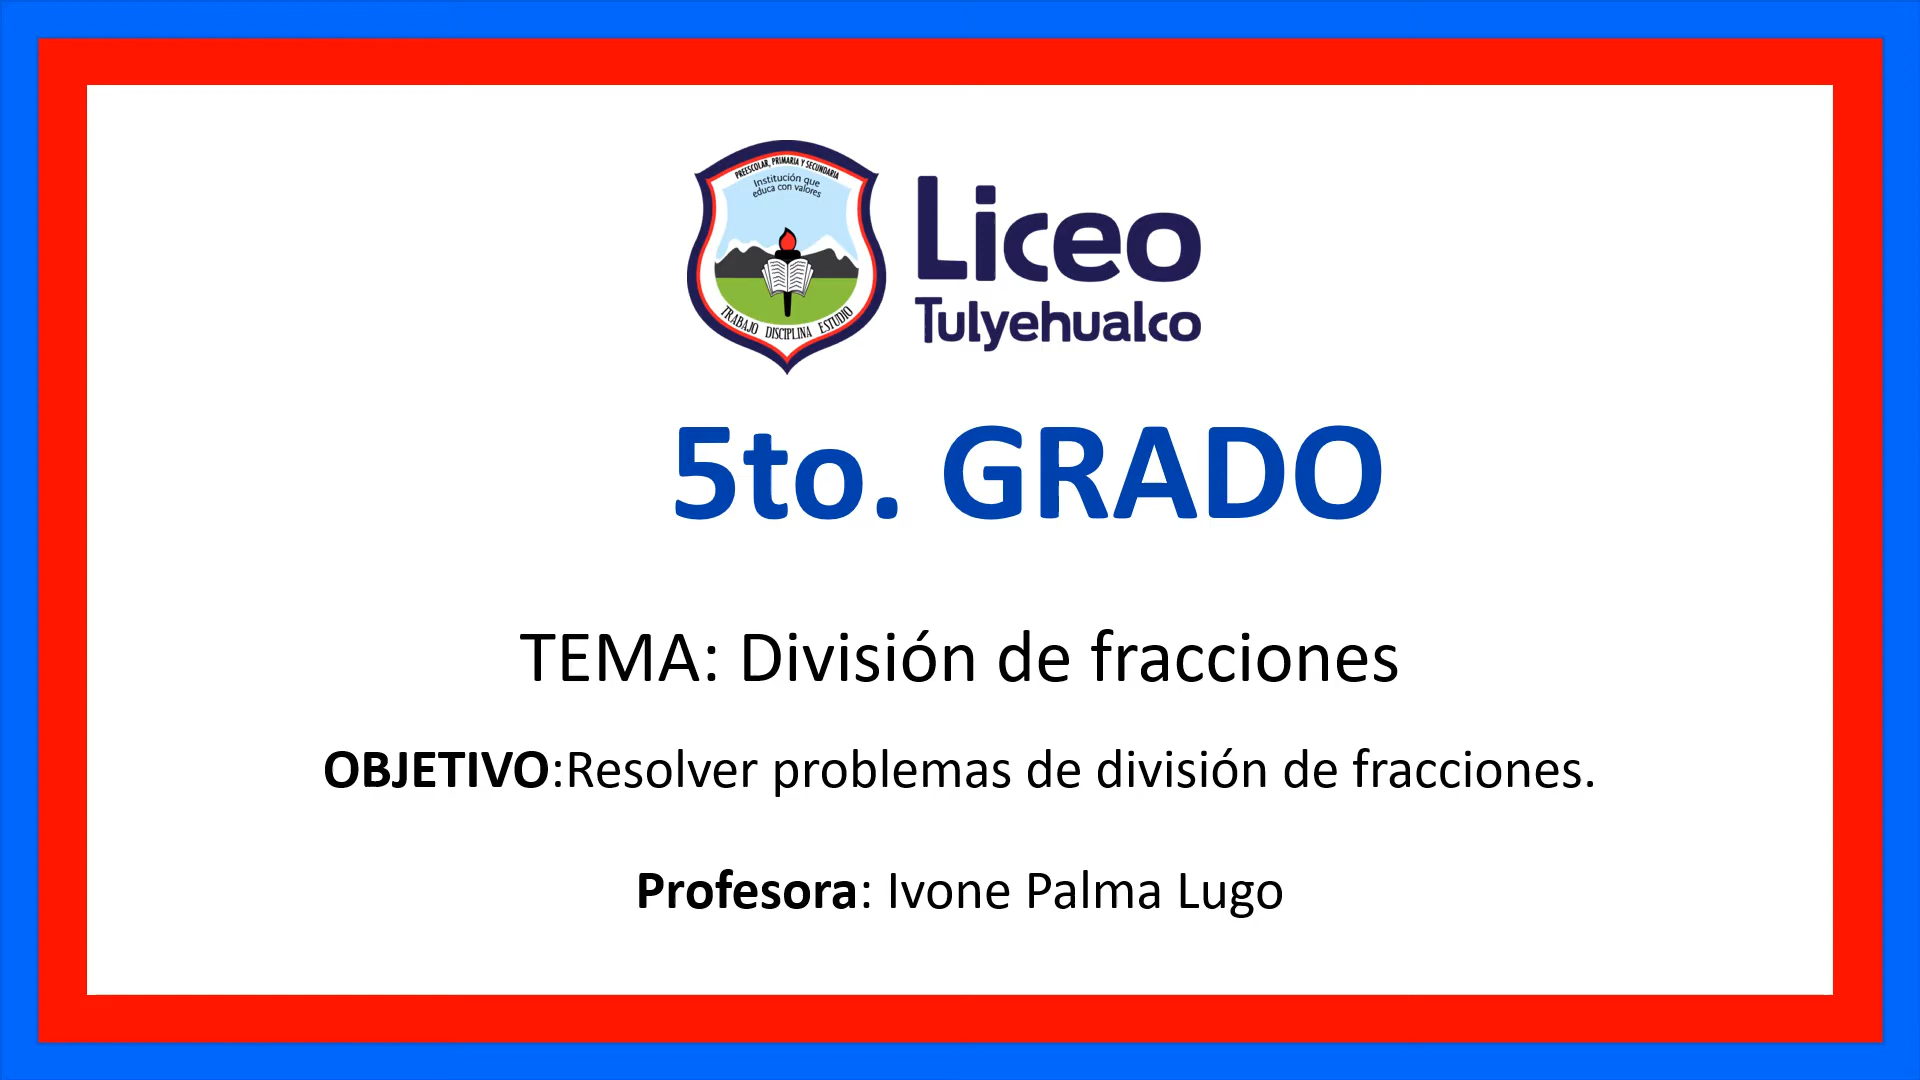 PREESCOLAR, PRIMARIA Y SECUNDARIA
Institución que
educa con valores
TRABAJO DISCIPLINA ESTUDIO
Liceo
Tulyehualco
5to. GRADO
TEMA: División de fracciones
OBJETIVO:Resolver problemas de división de fracciones.
Profesora: Ivone Palma Lugo